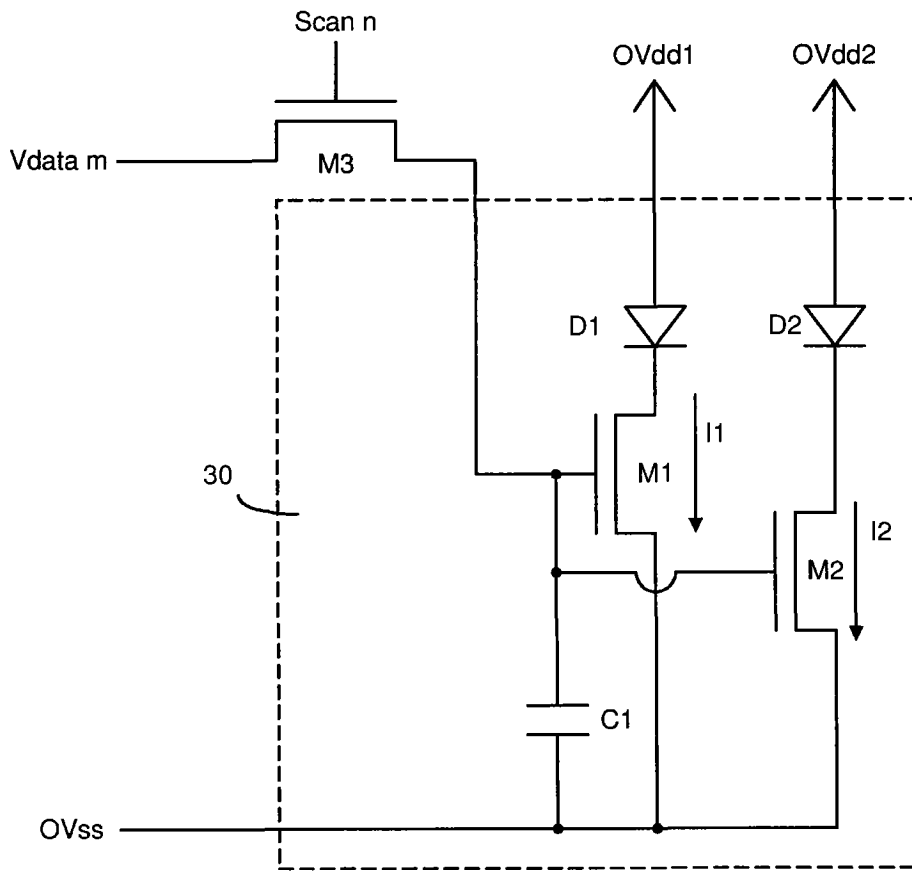 Scan n
OVdd1
OVdd2
Vdata m
M3
D1
D2
I1
30
M1
I2
M2
C1
OVss